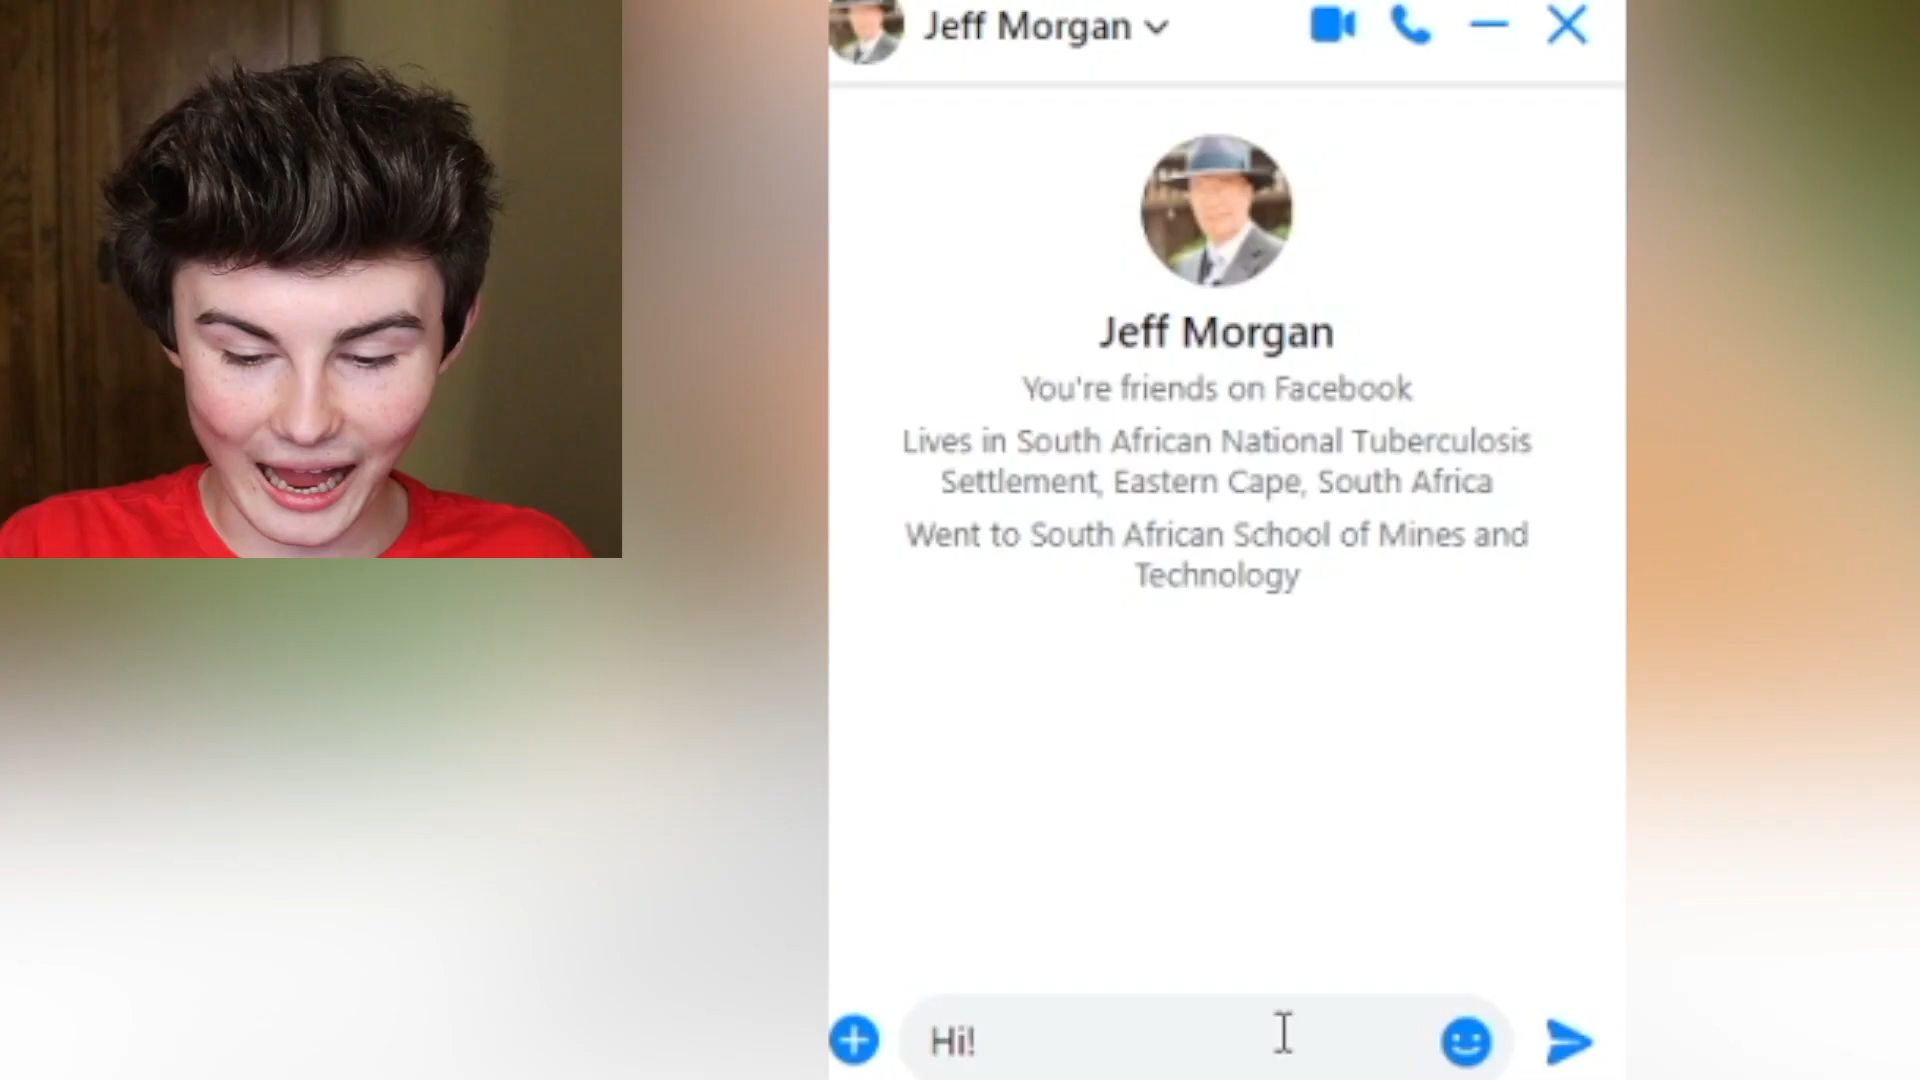 Jeff Morgan
Jeff Morgan
You're friends on Facebook
Lives in South African National Tuberculosis
Settlement, Eastern Cape, South Africa
Went to South African School of Mines and
Technology
Hi!